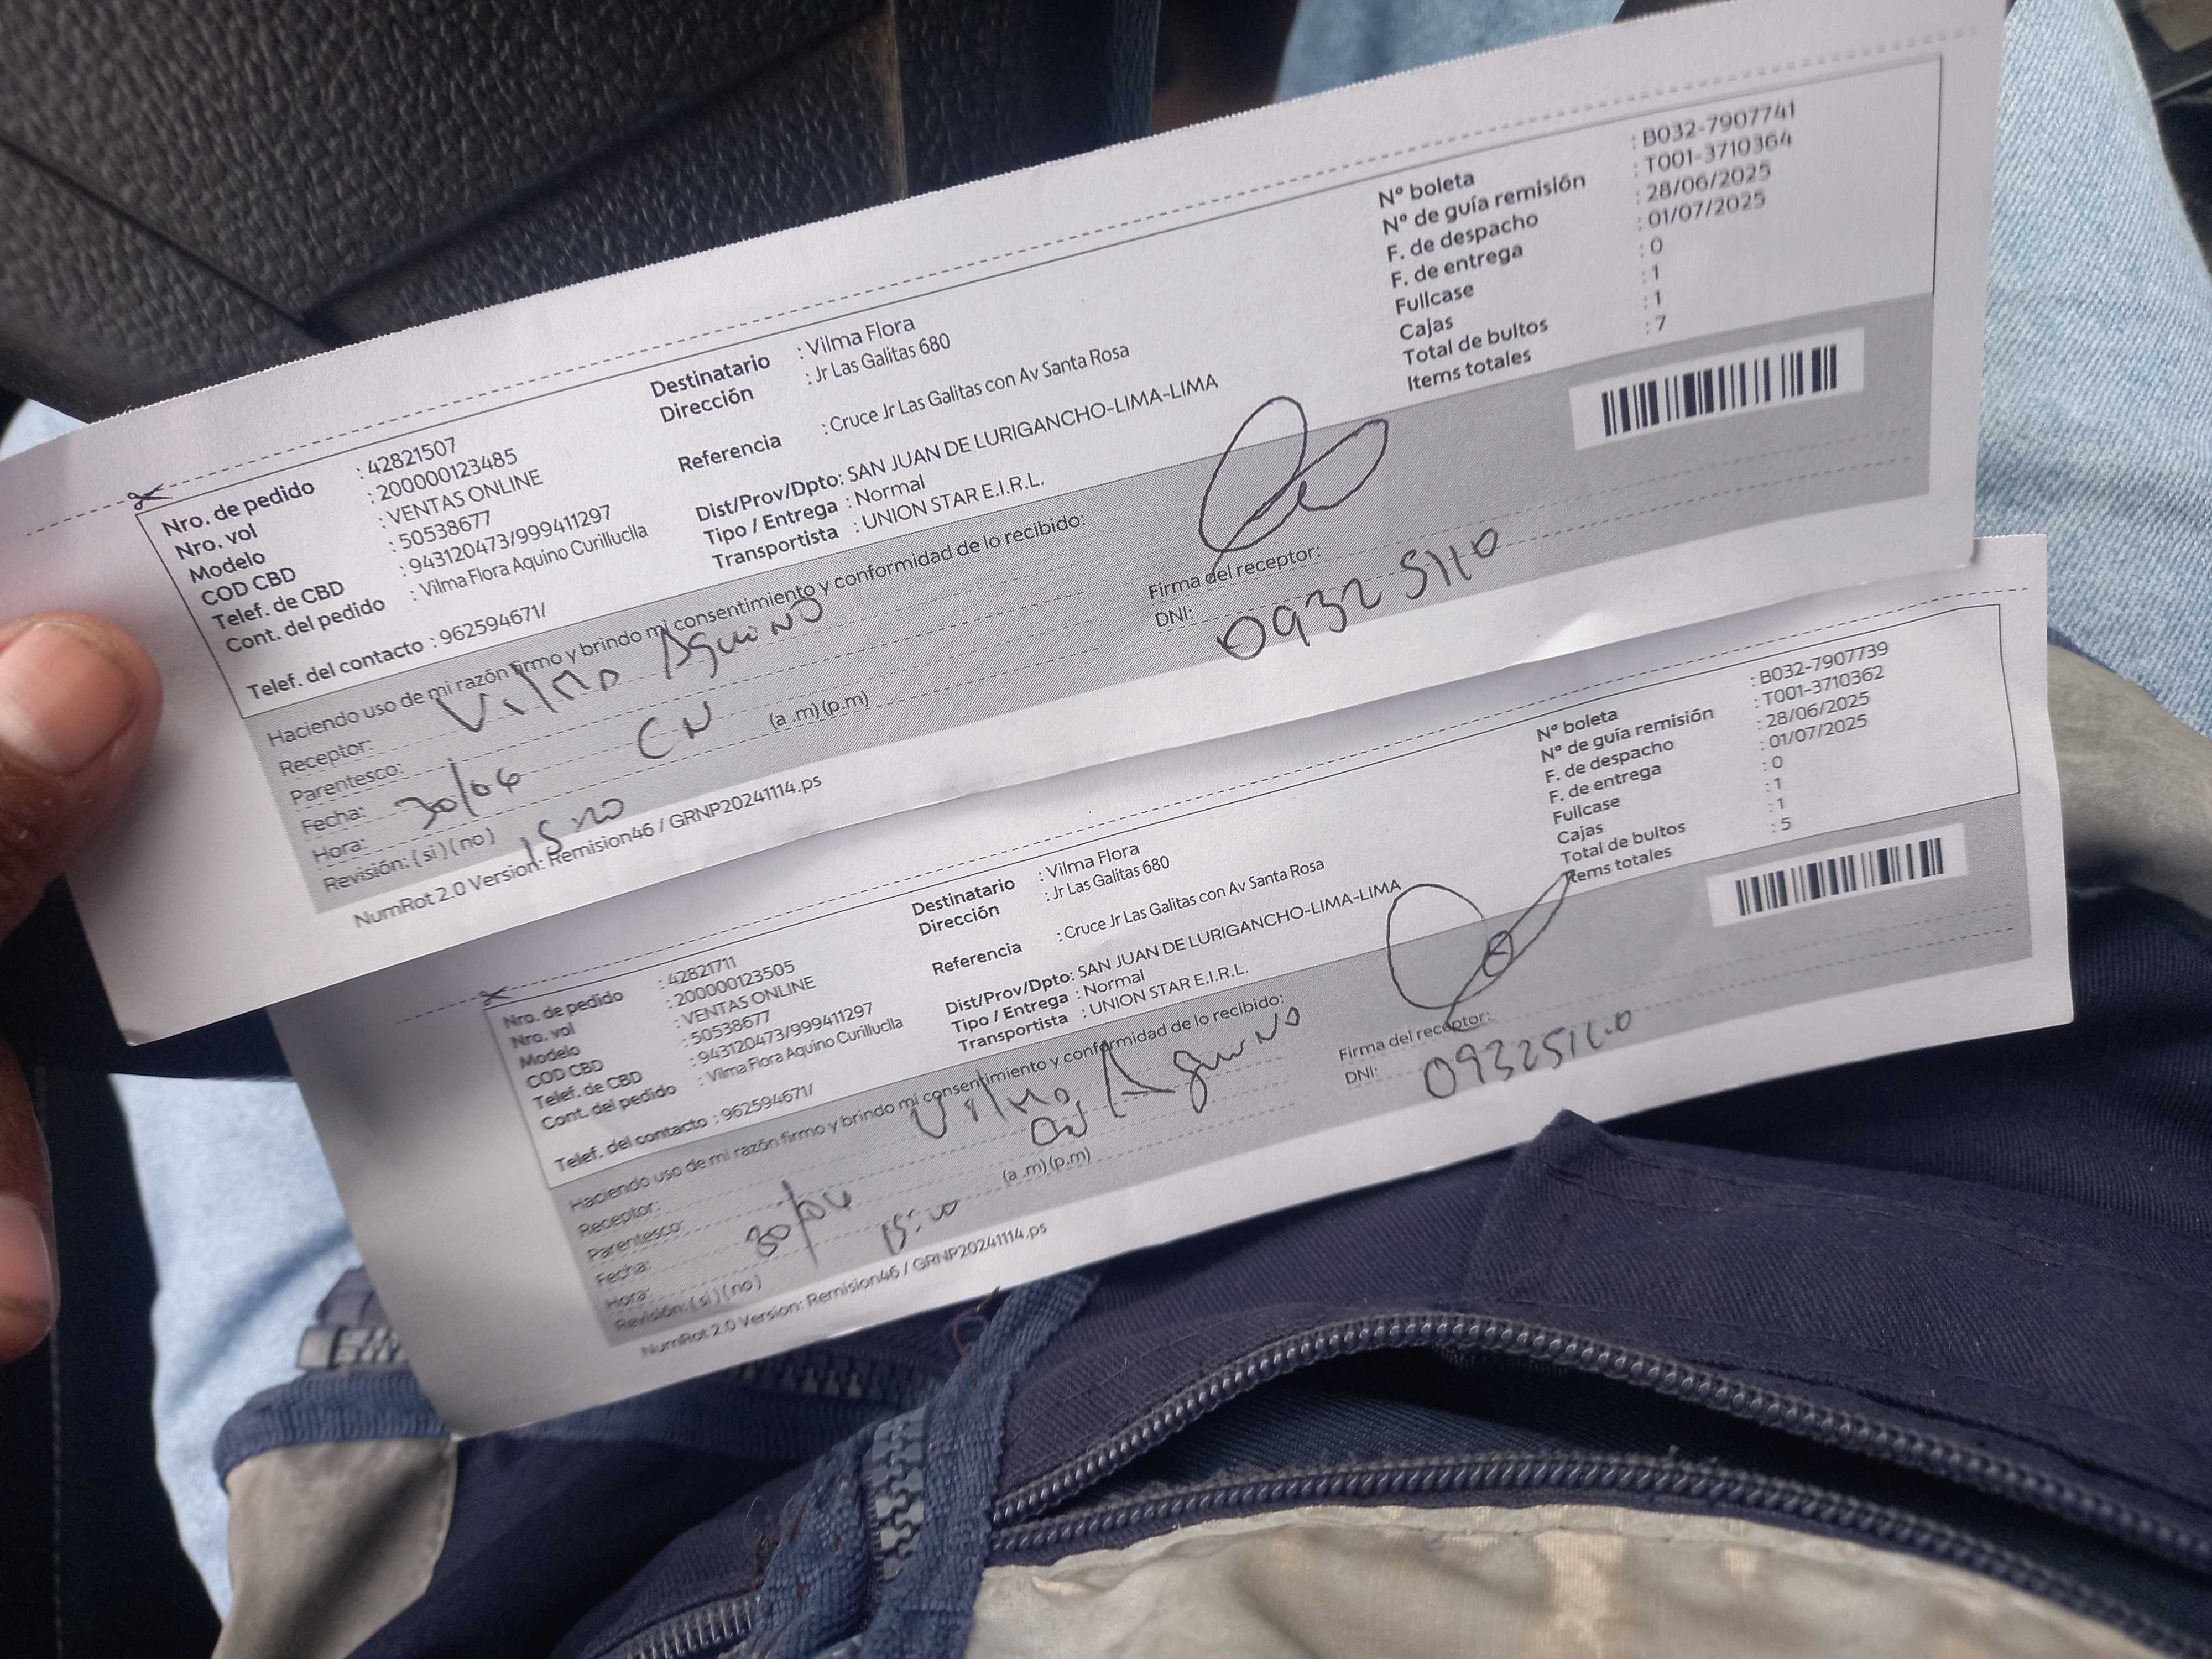 Nro. de pedido : 42821507
Nro. vol : 200000123485
Modelo : VENTAS ONLINE
COD CBD : 50538677
Telef. de CBD : 943120473/999411297
Cont. del pedido : Vilma Flora Aquino Curilluclla
Telef. del contacto : 962594671/
Destinatario : Vilma Flora
Dirección : Jr Las Galitas 680
Referencia : Cruce Jr Las Galitas con Av Santa Rosa
Dist/Prov/Dpto: SAN JUAN DE LURIGANCHO-LIMA-LIMA
Tipo / Entrega : Normal
Transportista : UNION STAR E.I.R.L.
Nº boleta : B032-7907741
Nº de guía remisión : T001-3710364
F. de despacho : 28/06/2025
F. de entrega : 01/07/2025
Fullcase : 0
Cajas : 1
Total de bultos : 1
Items totales : 7
Haciendo uso de mi razón firmo y brindo mi consentimiento y conformidad de lo recibido:
Receptor: Vilma Aquino
Parentesco:
Fecha:
Hora: (a .m) (p.m)
Revisión: (si) (no)
Firma del receptor:
DNI: 09325110
NumRot 2.0 Version: Remision46 / GRNP20241114.ps
Nro. de pedido : 42821711
Nro. vol : 200000123505
Modelo : VENTAS ONLINE
COD CBD : 50538677
Telef. de CBD : 943120473/999411297
Cont. del pedido : Vilma Flora Aquino Curilluclla
Telef. del contacto : 962594671/
Destinatario : Vilma Flora
Dirección : Jr Las Galitas 680
Referencia : Cruce Jr Las Galitas con Av Santa Rosa
Dist/Prov/Dpto: SAN JUAN DE LURIGANCHO-LIMA-LIMA
Tipo / Entrega : Normal
Transportista : UNION STAR E.I.R.L.
Nº boleta : B032-7907739
Nº de guía remisión : T001-3710362
F. de despacho : 28/06/2025
F. de entrega : 01/07/2025
Fullcase : 0
Cajas : 1
Total de bultos : 1
Items totales : 5
Haciendo uso de mi razón firmo y brindo mi consentimiento y conformidad de lo recibido:
Receptor: Vilma Aquino
Parentesco:
Fecha:
Hora: (a .m) (p.m)
Revisión: (si) (no)
Firma del receptor:
DNI:
NumRot 2.0 Version: Remision46 / GRNP20241114.ps